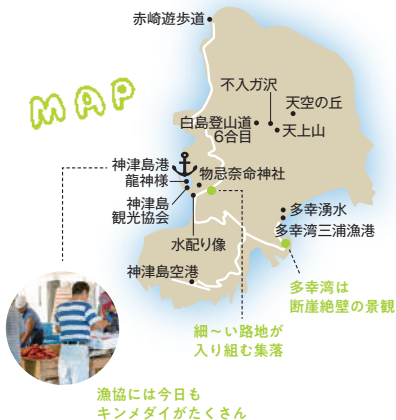 赤崎遊歩道
MAP
不入ガ沢
天空の丘
白島登山道
6合目
天上山
神津島港
龍神様
物忌奈命神社
神津島
観光協会
多幸湧水
多幸湾三浦漁港
水配り像
神津島空港
多幸湾は
断崖絶壁の景観
細〜い路地が
入り組む集落
漁協には今日も
キンメダイがたくさん